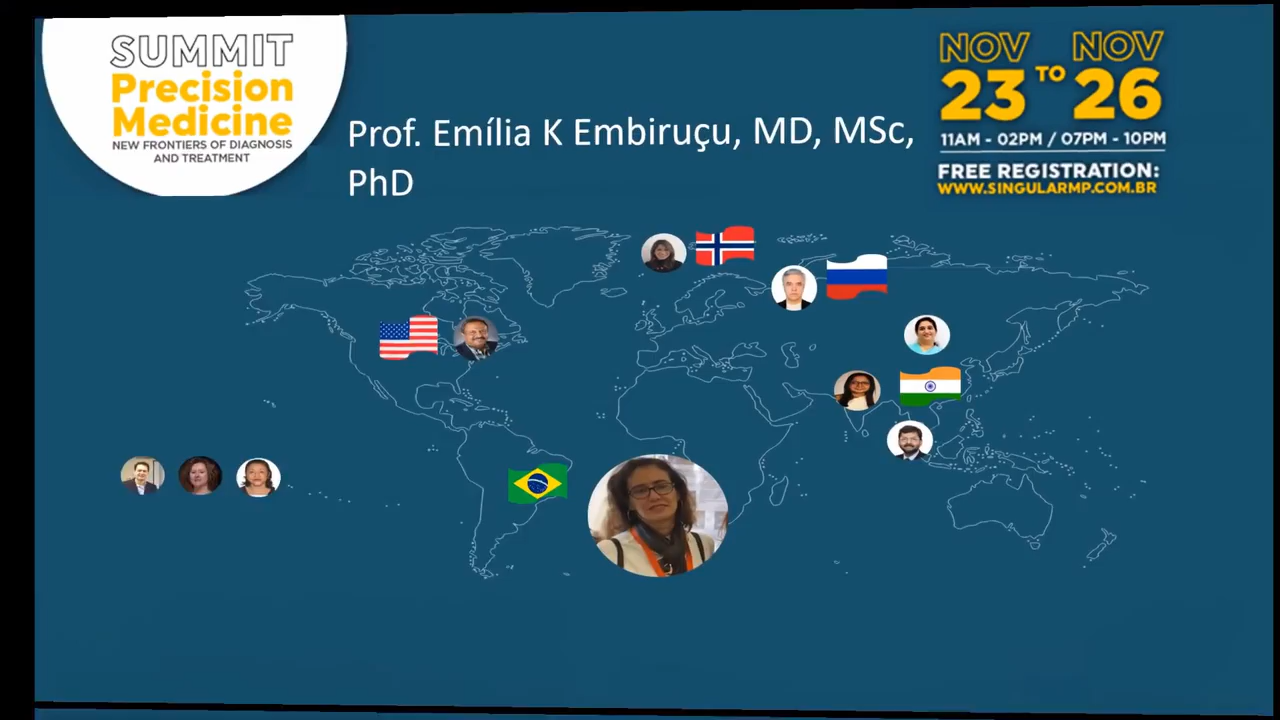 SUMMIT
Precision
Medicine
NEW FRONTIERS OF DIAGNOSIS
AND TREATMENT
Prof. Emília K Embiruçu, MD, MSc,
PhD
NOV TO NOV
23 26
11AM - 02PM / 07PM - 10PM
FREE REGISTRATION:
WWW.SINGULARMP.COM.BR